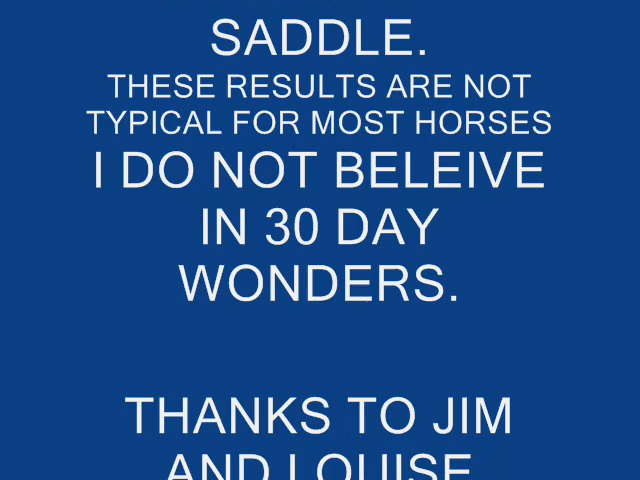 SADDLE.
THESE RESULTS ARE NOT
TYPICAL FOR MOST HORSES
I DO NOT BELEIVE
IN 30 DAY
WONDERS.
THANKS TO JIM
AND LOUISE